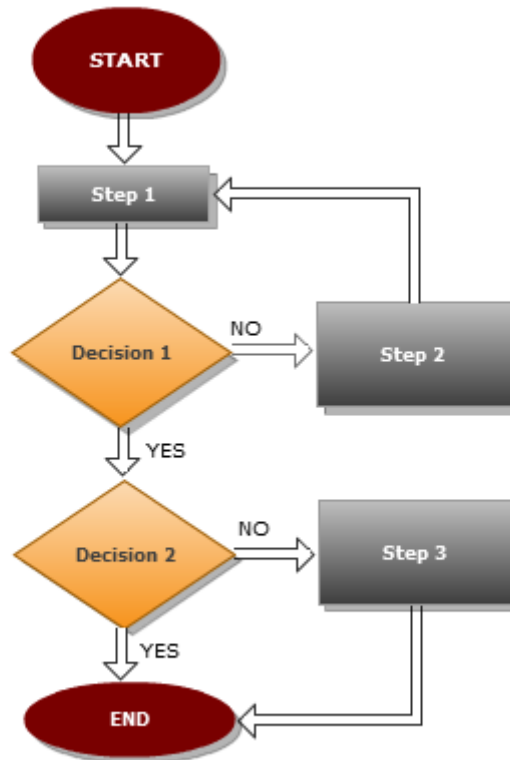 START
Step 1
Decision 1
NO
Step 2
YES
Decision 2
NO
Step 3
YES
END